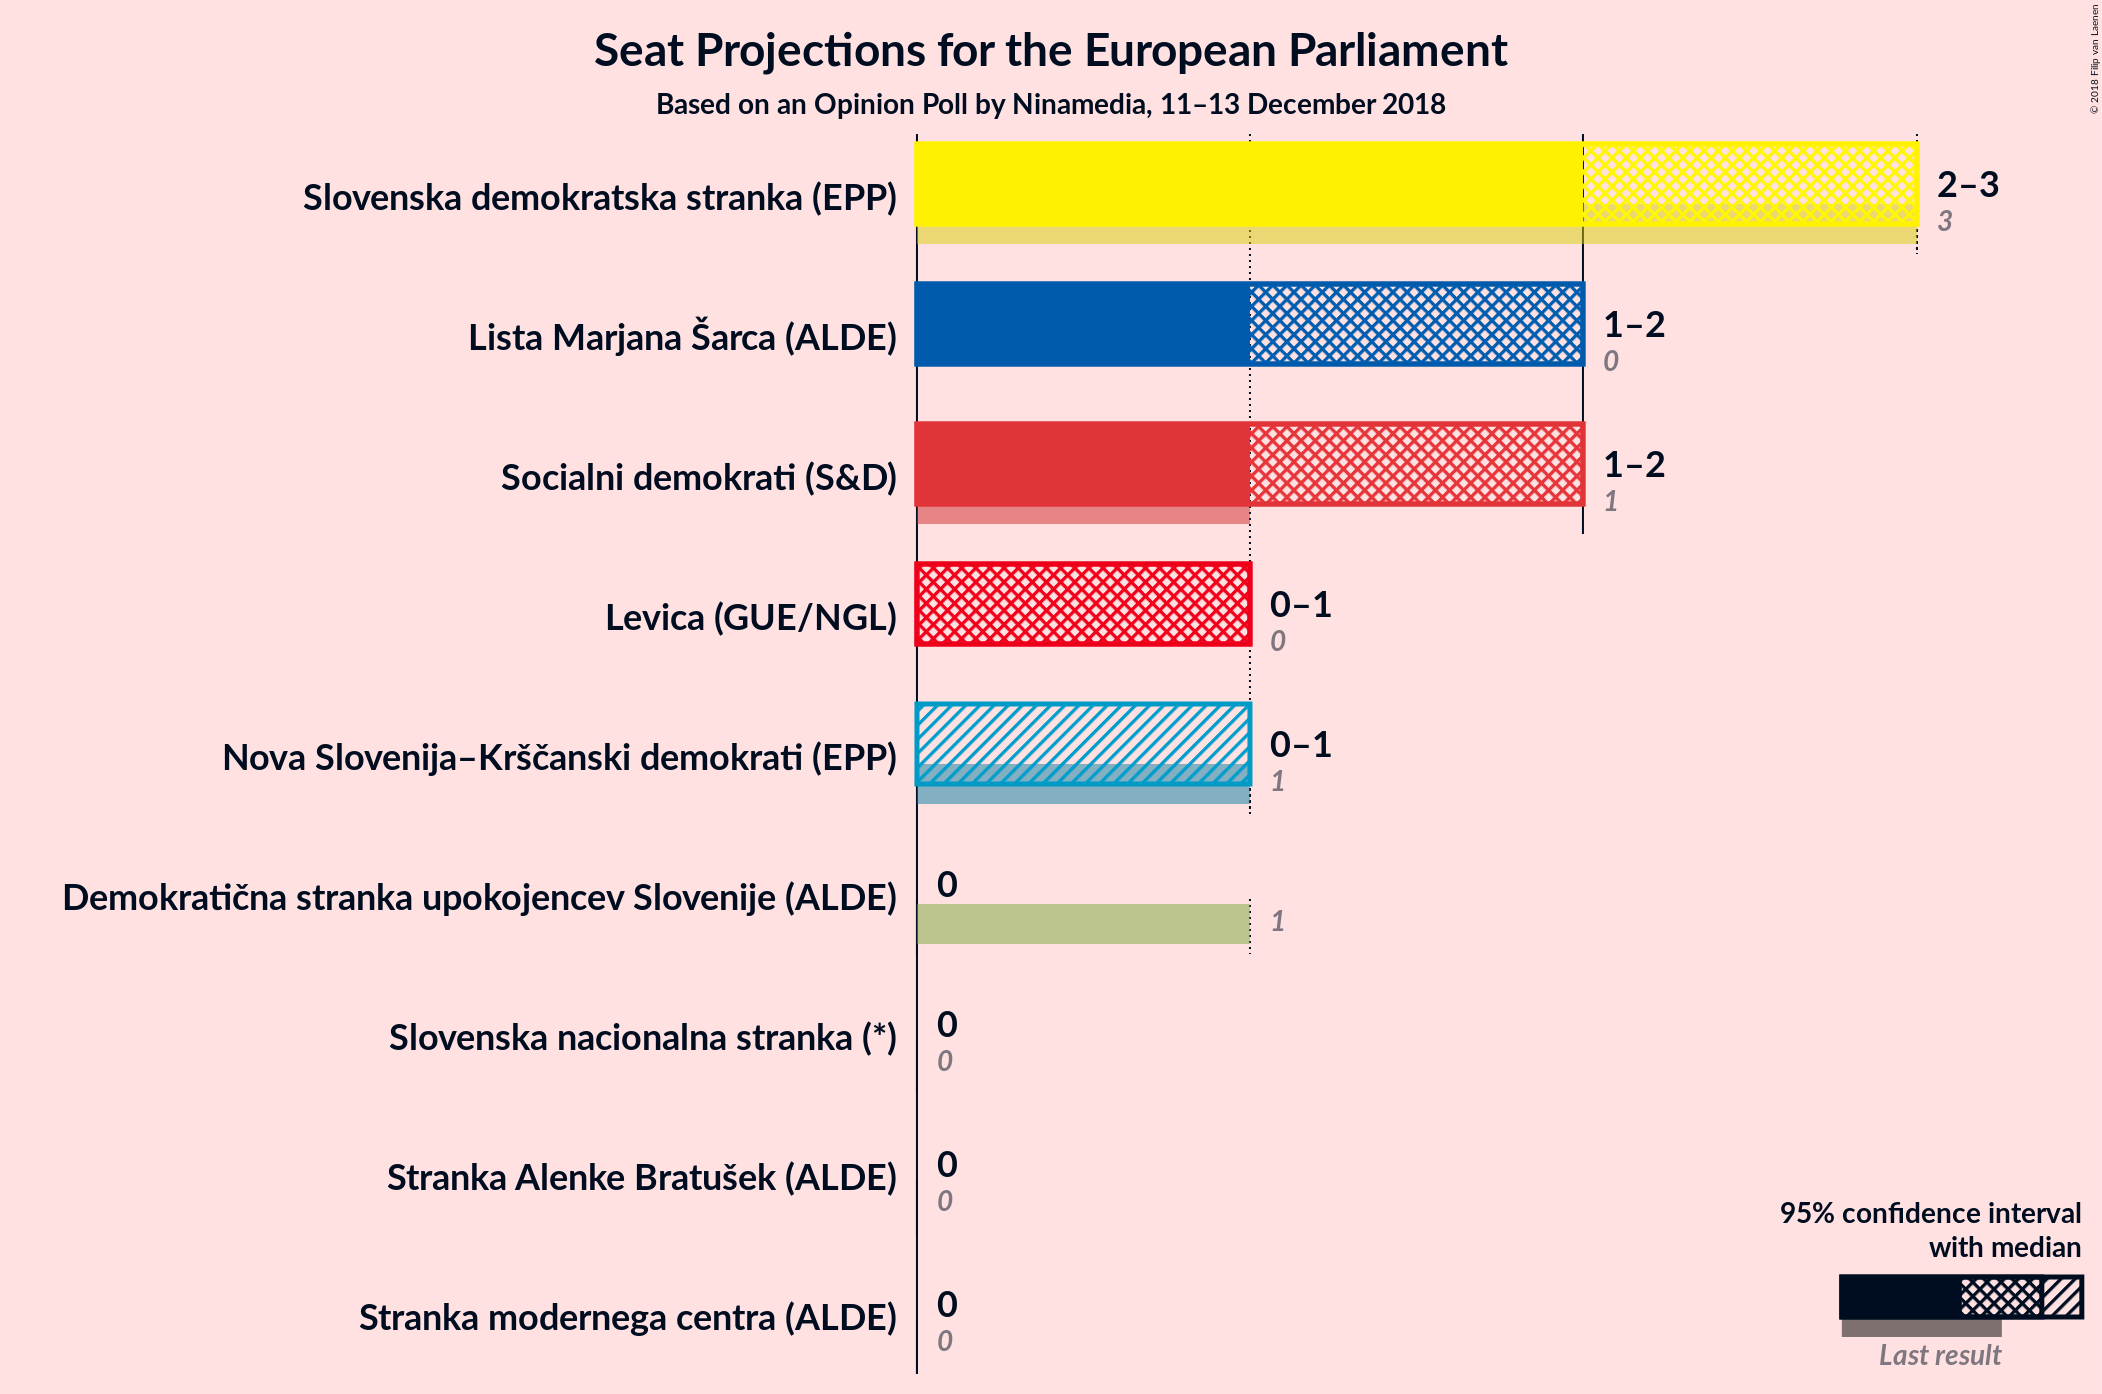 Seat Projections for the European Parliament
Based on an Opinion Poll by Ninamedia, 11–13 December 2018
© 2018 Filip van Laenen
Slovenska demokratska stranka (EPP)
2–3
3
Lista Marjana Šarca (ALDE)
1–2
0
Socialni demokrati (S&D)
1–2
1
Levica (GUE/NGL)
0–1
0
Nova Slovenija–Krščanski demokrati (EPP)
0–1
1
Demokratična stranka upokojencev Slovenije (ALDE)
0
1
Slovenska nacionalna stranka (*)
0
0
Stranka Alenke Bratušek (ALDE)
0
0
Stranka modernega centra (ALDE)
0
0
95% confidence interval
with median
Last result